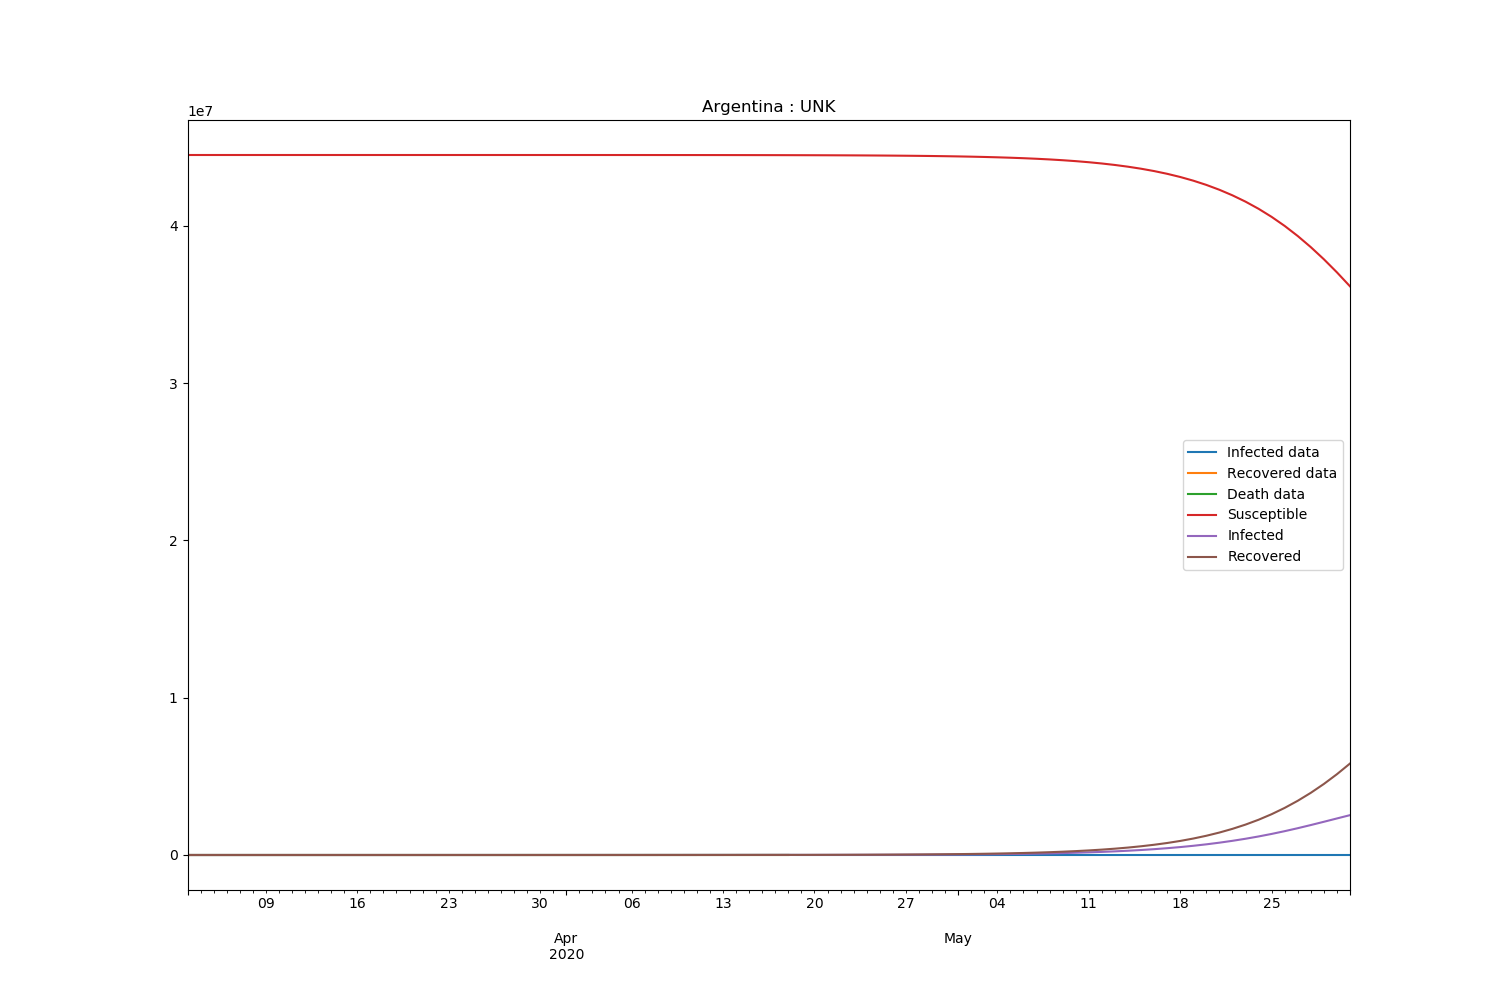 Argentina : UNK
1e7
4
3
2
1
0
Infected data
Recovered data
Death data
Susceptible
Infected
Recovered
09 16 23 30 06 13 20 27 04 11 18 25
Apr May
2020